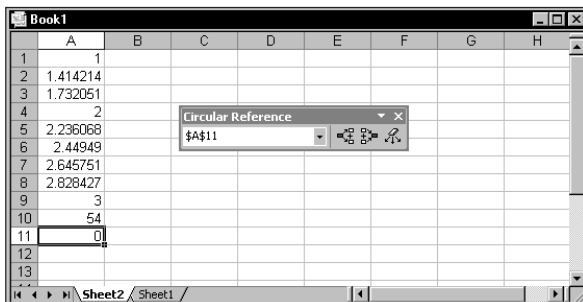 Book1
A B C D E F G H
1 1
2 1.414214
3 1.732051
4 2
Circular Reference
5 2.236068
$A$11
6 2.44949
7 2.645751
8 2.828427
9 3
10 54
11 0
12
13
Sheet2 Sheet1